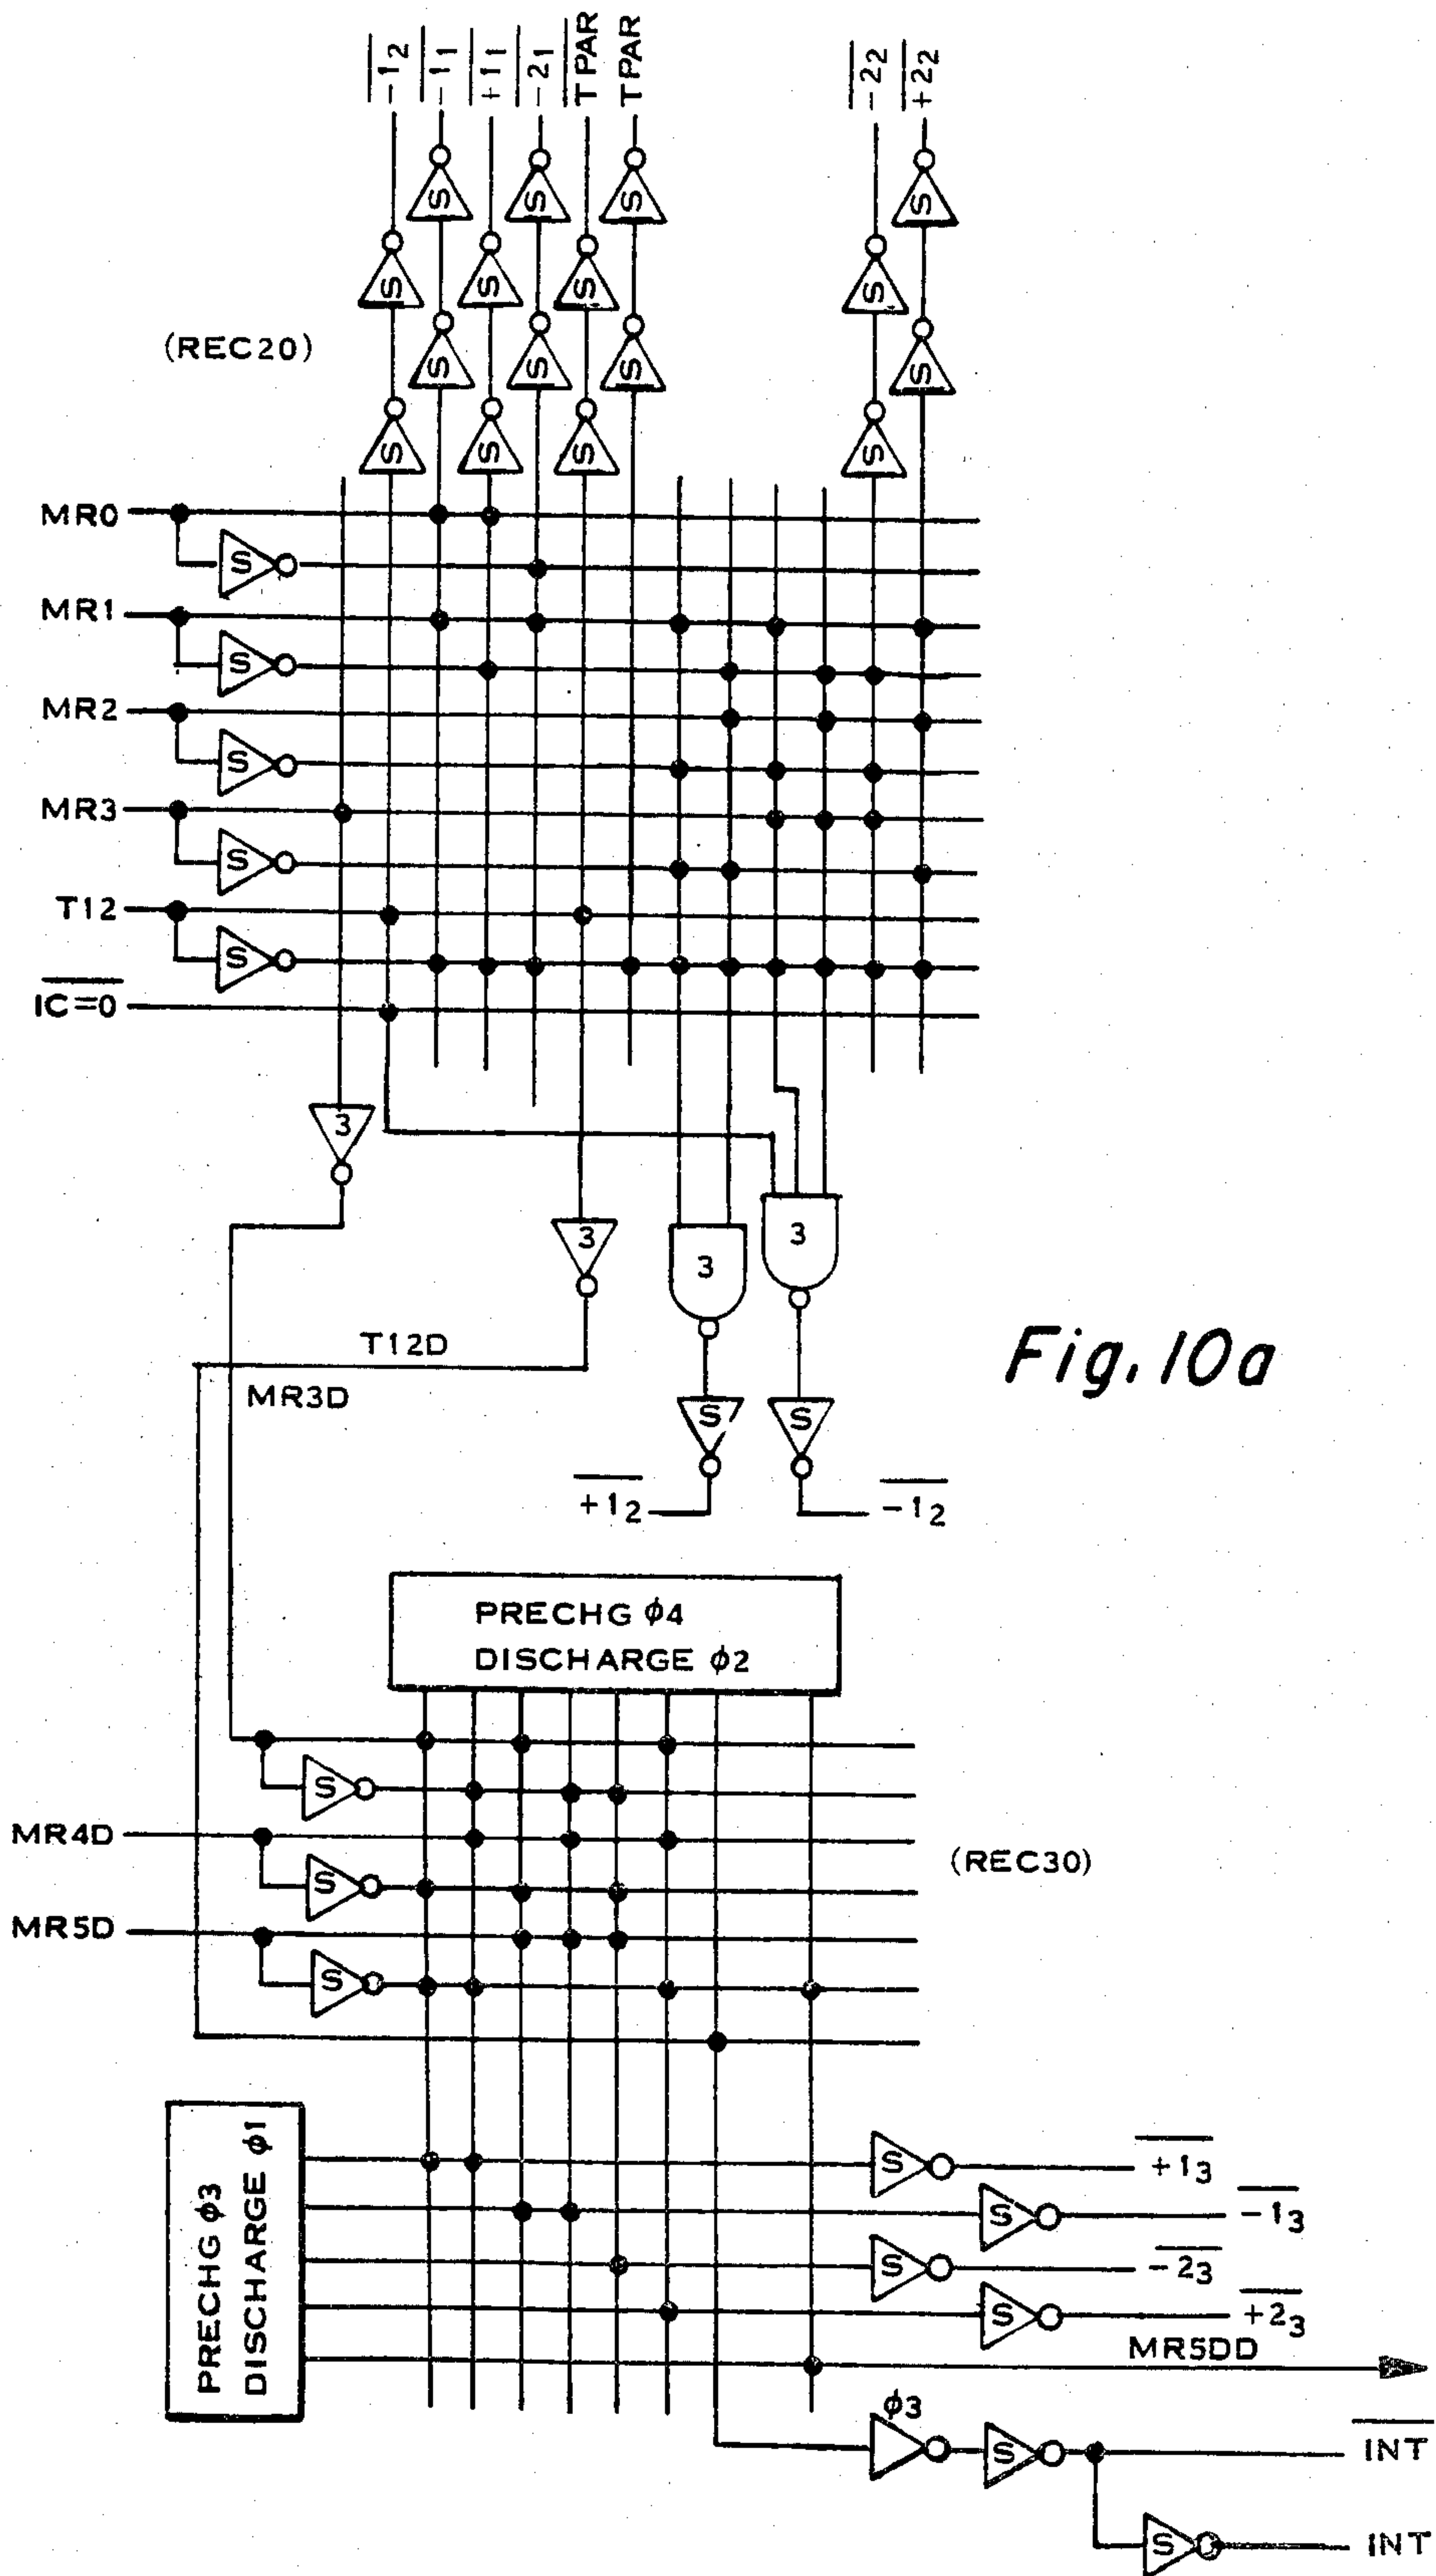 ‾-1₂ ‾-1₁ ‾+1₁ ‾-2₁ ‾TPAR TPAR ‾-2₂ ‾+2₂
S S S S
S S S S
S S S S
(REC20)
S S S S
MR0
S
MR1
S
MR2
S
MR3
S
T12
S
‾IC=0
3
3
3
3
T12D
MR3D
S S
‾+1₂ ‾-1₂
Fig. 10a
PRECHG ϕ4
DISCHARGE ϕ2
S
MR4D
(REC30)
S
MR5D
S
PRECHG ϕ3
DISCHARGE ϕ1
S ‾+1₃
S ‾-1₃
S -‾2₃
S ‾+2₃
MR5DD
ϕ3
S
‾INT
S INT